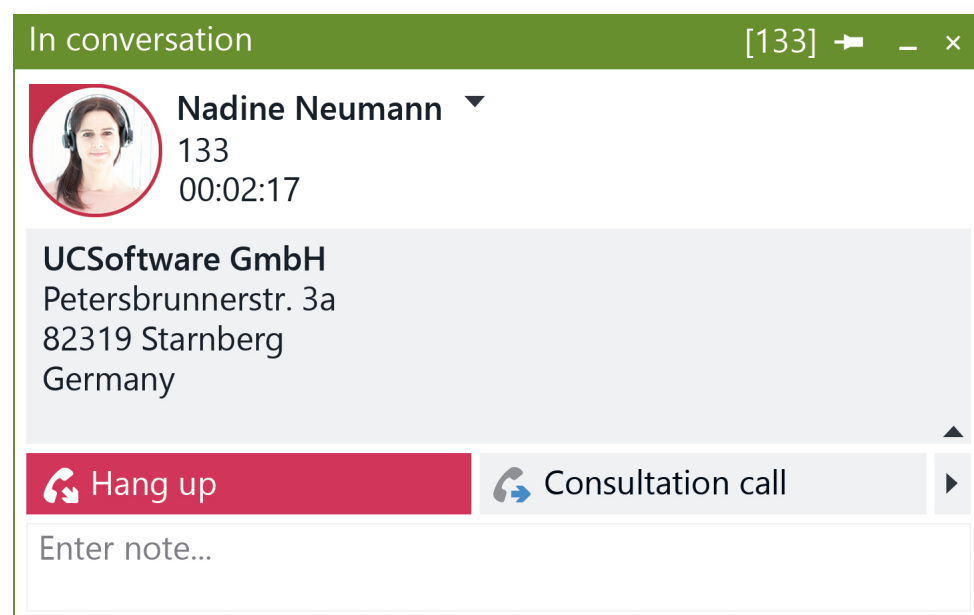 In conversation [133]
Nadine Neumann
133
00:02:17
UCSoftware GmbH
Petersbrunnerstr. 3a
82319 Starnberg
Germany
Hang up Consultation call
Enter note...